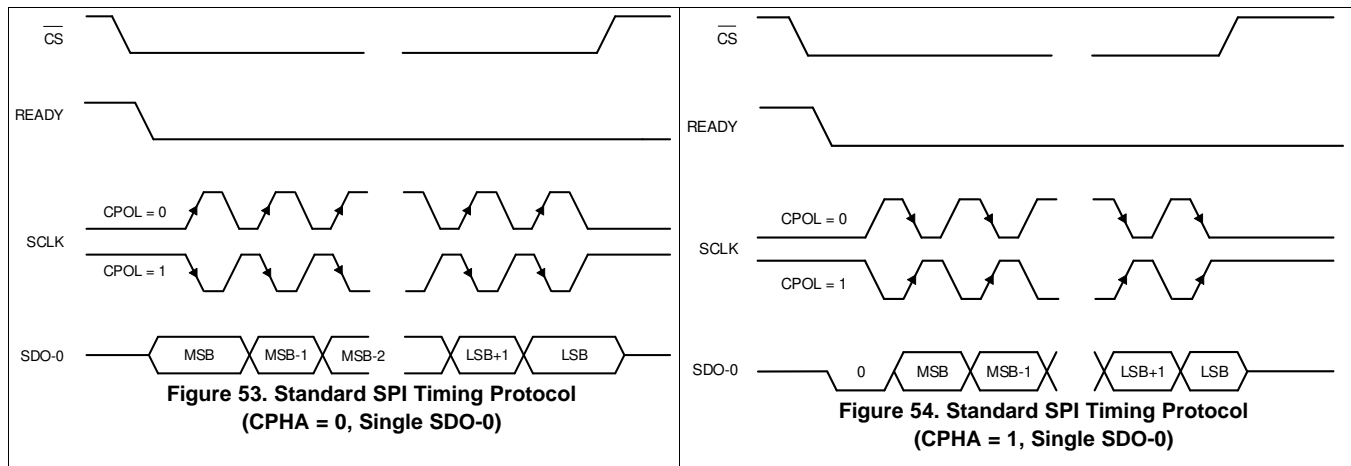 CS
READY
CPOL = 0
SCLK
CPOL = 1
SDO-0
MSB
MSB-1
MSB-2
LSB+1
LSB
Figure 53. Standard SPI Timing Protocol
(CPHA = 0, Single SDO-0)
CS
READY
CPOL = 0
SCLK
CPOL = 1
SDO-0
0
MSB
MSB-1
LSB+1
LSB
Figure 54. Standard SPI Timing Protocol
(CPHA = 1, Single SDO-0)